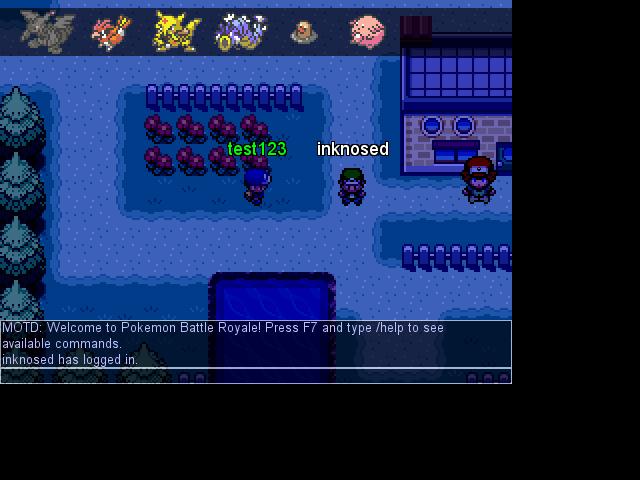 test123 inknosed
MOTD: Welcome to Pokemon Battle Royale! Press F7 and type /help to see
available commands.
inknosed has logged in.